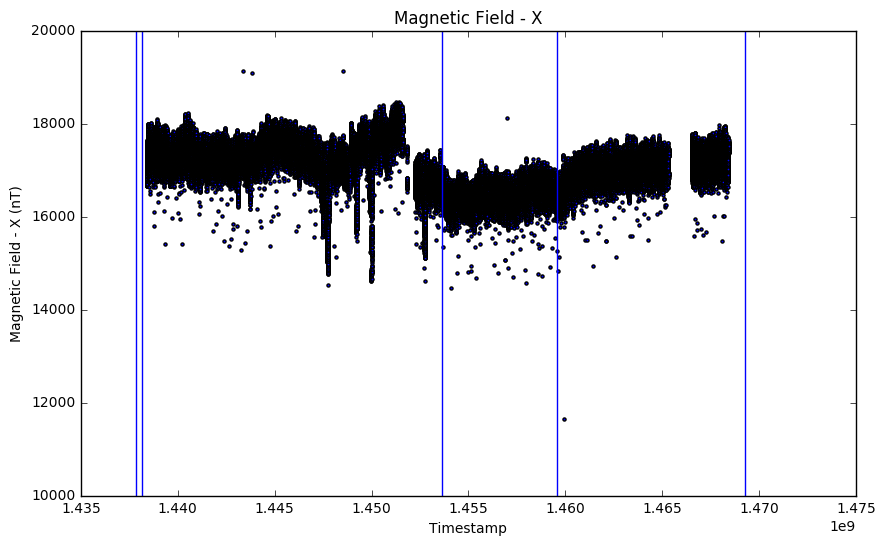 Magnetic Field - X
20000
18000
16000
14000
12000
10000
Magnetic Field - X (nT)
1.435 1.440 1.445 1.450 1.455 1.460 1.465 1.470 1.475
1e9
Timestamp